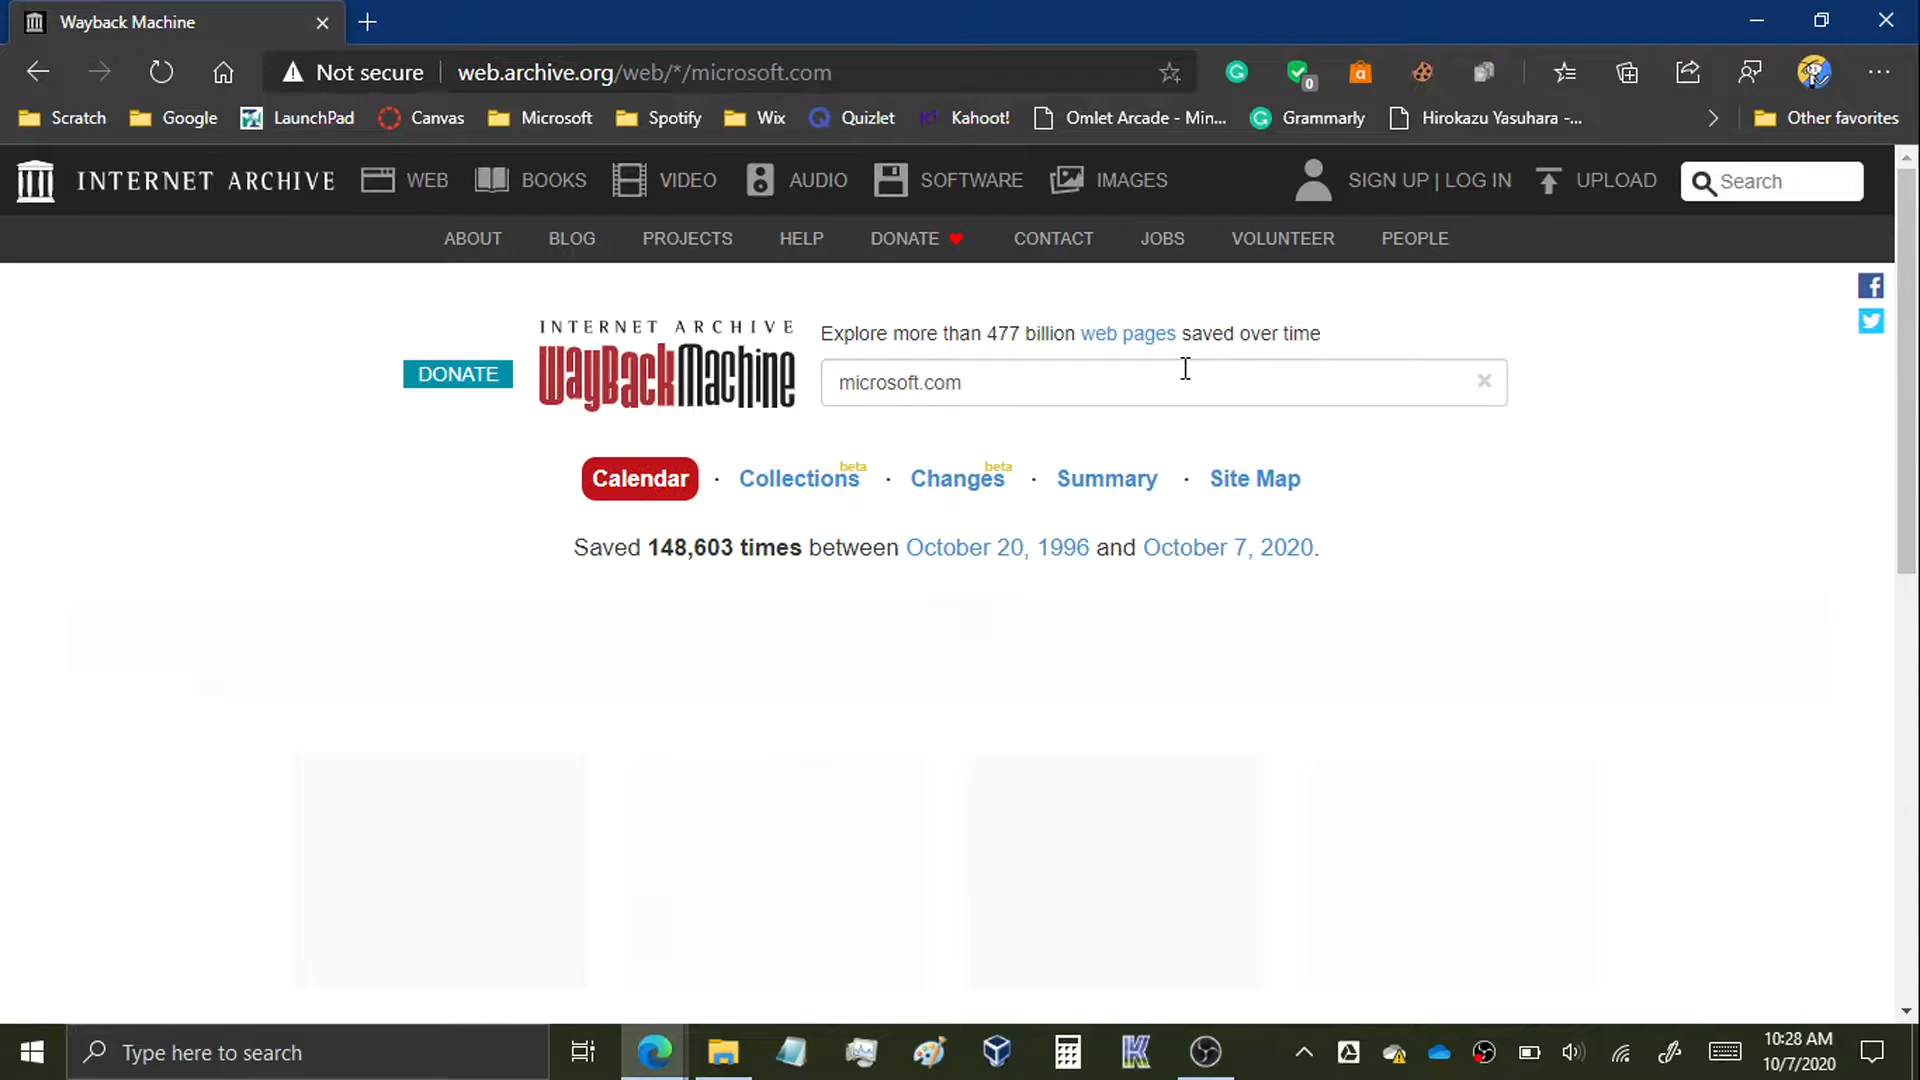 Wayback Machine
Not secure web.archive.org/web/*/microsoft.com
0
Scratch Google LaunchPad Canvas Microsoft Spotify Wix Quizlet Kahoot! Omlet Arcade - Min... Grammarly Hirokazu Yasuhara -... Other favorites
INTERNET ARCHIVE WEB BOOKS VIDEO AUDIO SOFTWARE IMAGES SIGN UP | LOG IN UPLOAD Search
ABOUT BLOG PROJECTS HELP DONATE CONTACT JOBS VOLUNTEER PEOPLE
INTERNET ARCHIVE
WayBackMachine
DONATE
Explore more than 477 billion web pages saved over time
microsoft.com
Calendar · Collections beta · Changes beta · Summary · Site Map
Saved 148,603 times between October 20, 1996 and October 7, 2020.
Type here to search
10:28 AM
10/7/2020